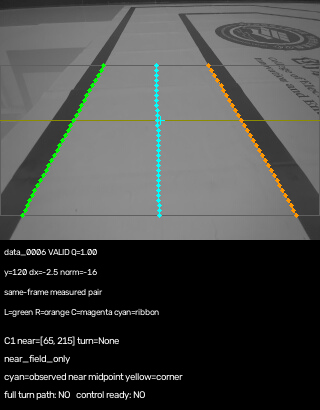 data_0006 VALID Q=1.00
y=120 dx=-2.5 norm=-16
same-frame measured pair
L=green R=orange C=magenta cyan=ribbon
C1 near=[65, 215] turn=None
near_field_only
cyan=observed near midpoint yellow=corner
full turn path: NO control ready: NO